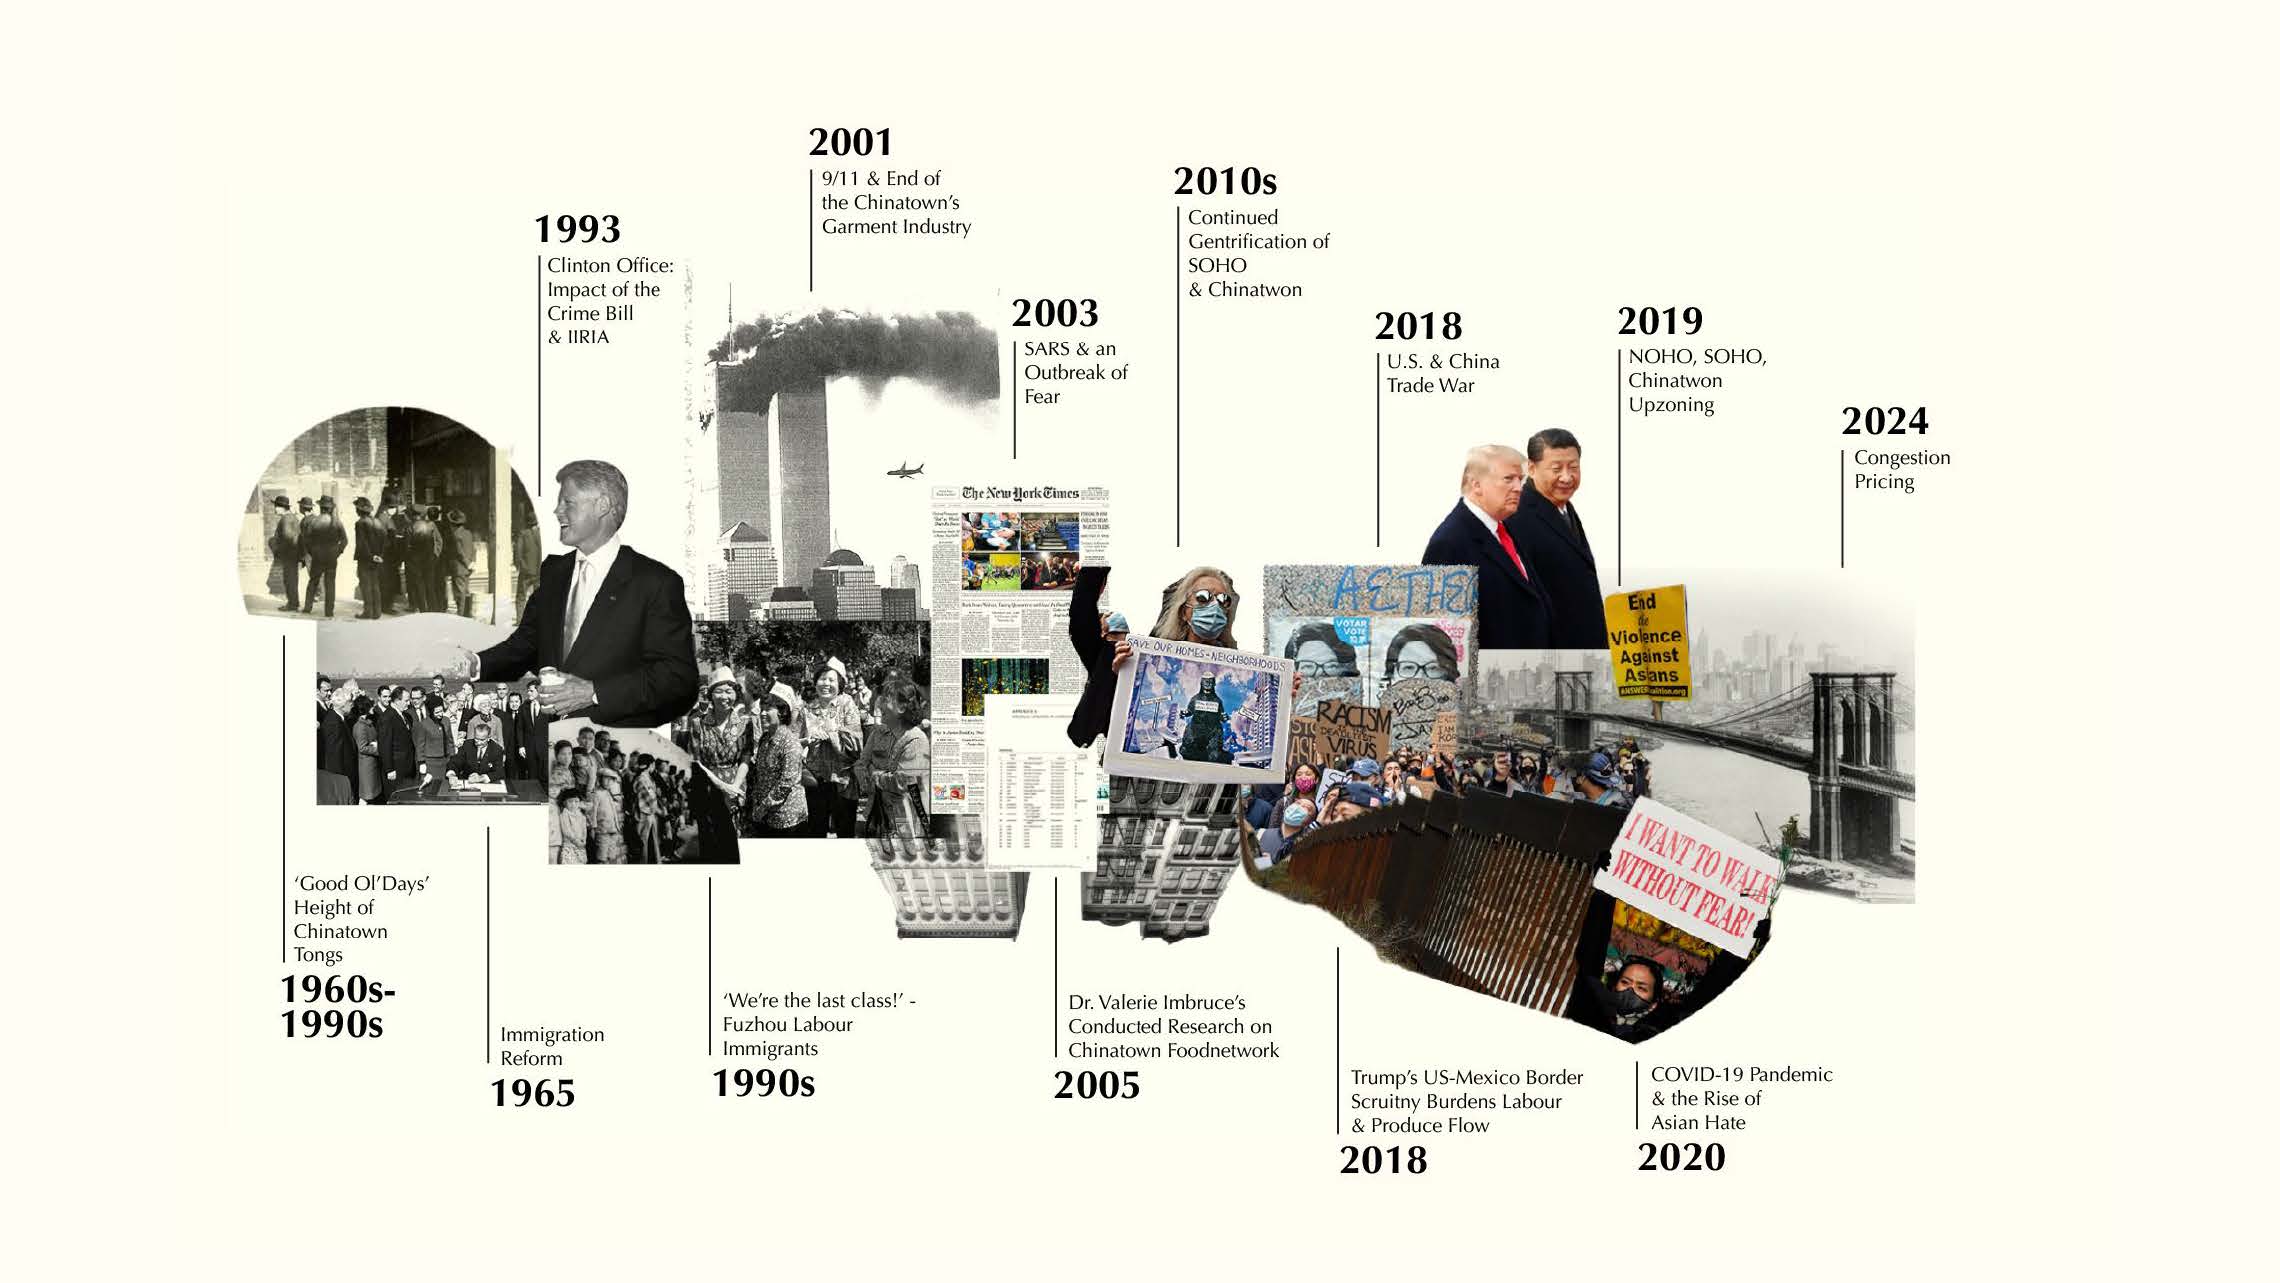 2001
9/11 & End of
the Chinatown's
Garment Industry
2010s
Continued
Gentrification of
SOHO
& Chinatwon
1993
Clinton Office:
Impact of the
Crime Bill
& IIRIA
2003
SARS & an
Outbreak of
Fear
2018
U.S. & China
Trade War
2019
NOHO, SOHO,
Chinatwon
Upzoning
2024
Congestion
Pricing
The New York Times
AETHE
VOTAR
VOTE
End
the
Violence
Against
Asians
SAVE OUR HOMES-NEIGHBORHOODS
RACISM
VIRUS
I WANT TO WALK
WITHOUT FEAR!
'Good Ol'Days'
Height of
Chinatown
Tongs
1960s-
1990s
Immigration
Reform
1965
'We're the last class!' -
Fuzhou Labour
Immigrants
1990s
Dr. Valerie Imbruce's
Conducted Research on
Chinatown Foodnetwork
2005
Trump's US-Mexico Border
Scruitny Burdens Labour
& Produce Flow
2018
COVID-19 Pandemic
& the Rise of
Asian Hate
2020